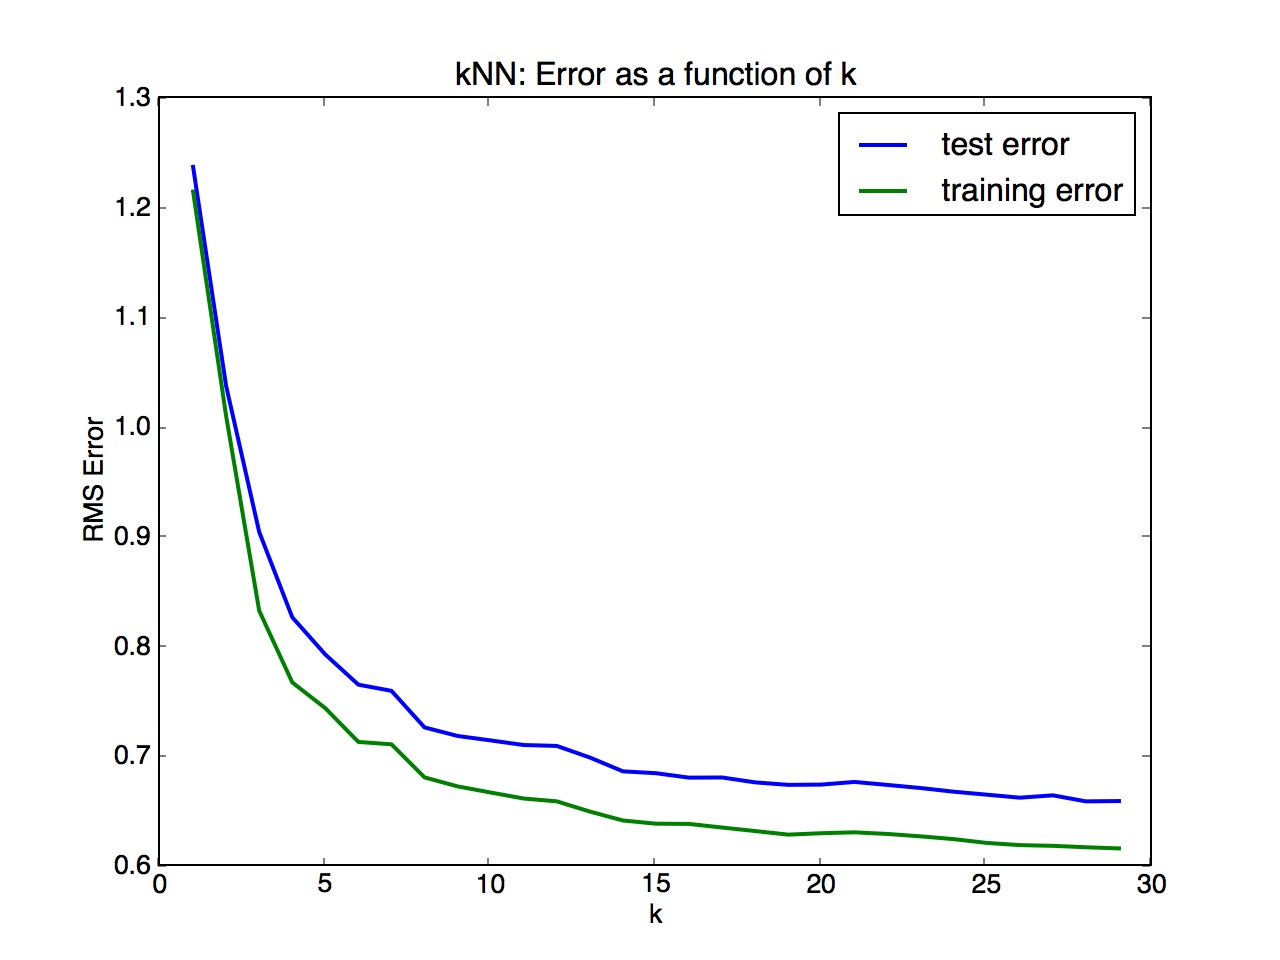 kNN: Error as a function of k
1.3
1.2
1.1
1.0
0.9
0.8
0.7
0.6
RMS Error
test error
training error
0 5 10 15 20 25 30
k